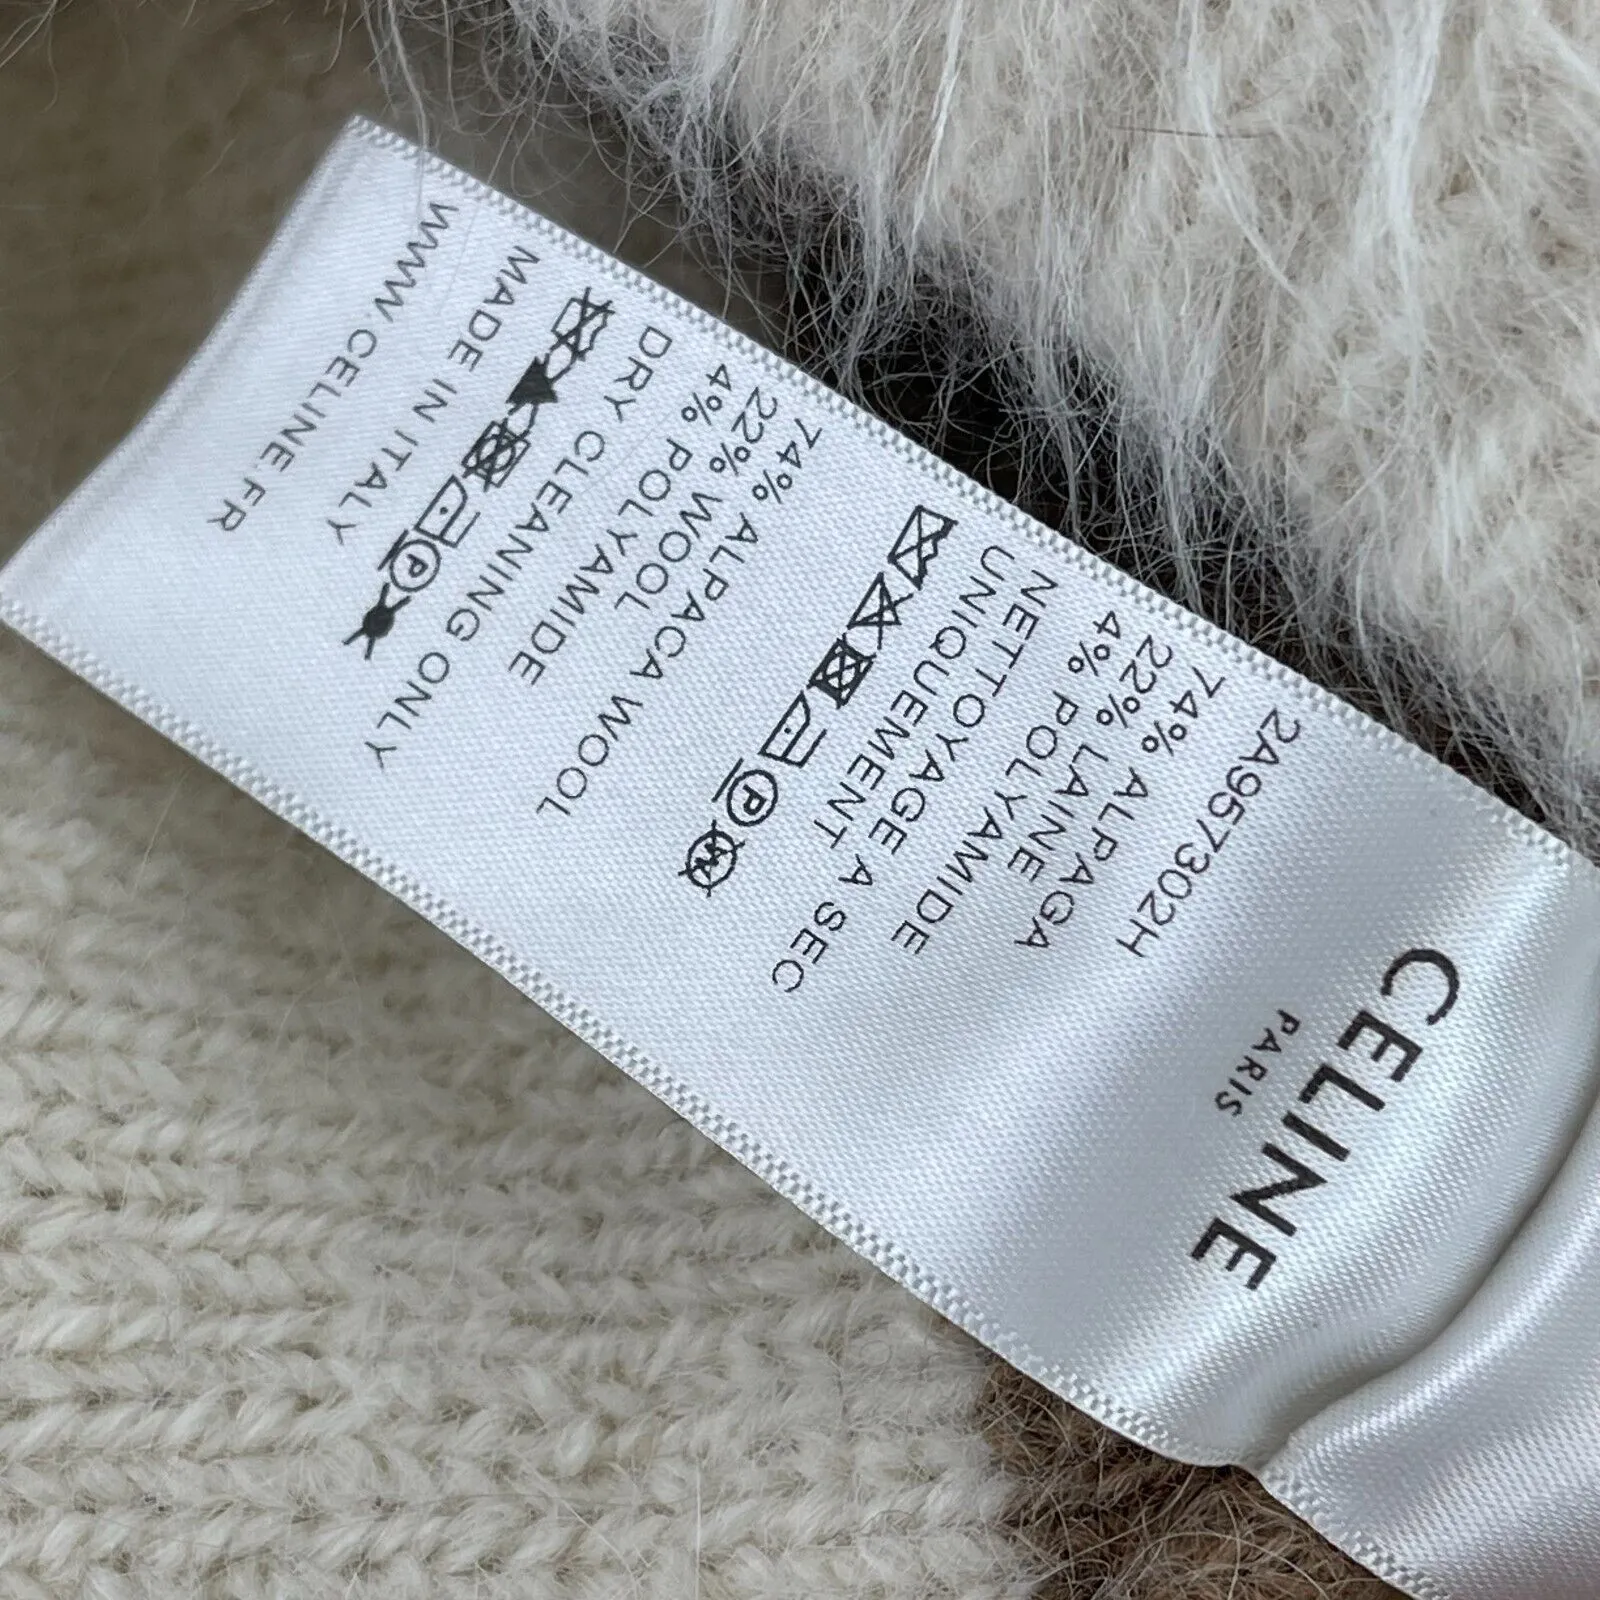 CELINE
PARIS
2A957302H
74% ALPAGA
22% LAINE
4% POLYAMIDE
NETTOYAGE A SEC
UNIQUEMENT
74% ALPACA WOOL
22% WOOL
4% POLYAMIDE
DRY CLEANING ONLY
MADE IN ITALY
WWW.CELINE.FR